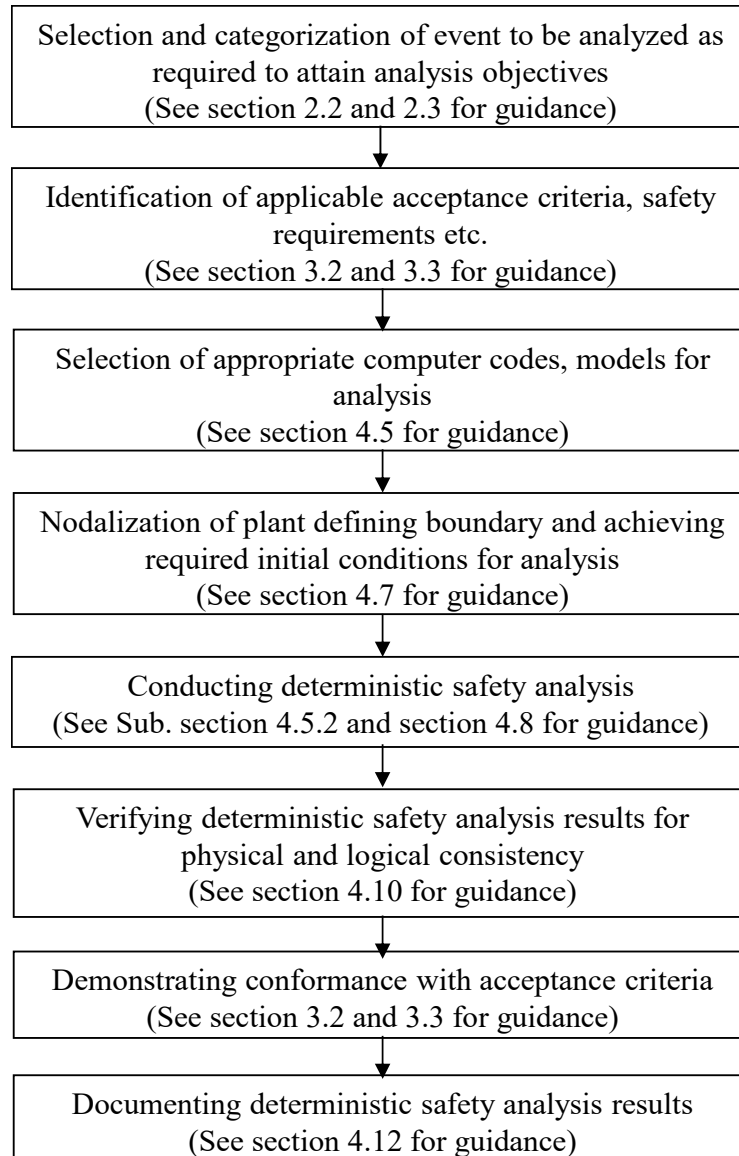 Selection and categorization of event to be analyzed as
required to attain analysis objectives
(See section 2.2 and 2.3 for guidance)
Identification of applicable acceptance criteria, safety
requirements etc.
(See section 3.2 and 3.3 for guidance)
Selection of appropriate computer codes, models for
analysis
(See section 4.5 for guidance)
Nodalization of plant defining boundary and achieving
required initial conditions for analysis
(See section 4.7 for guidance)
Conducting deterministic safety analysis
(See Sub. section 4.5.2 and section 4.8 for guidance)
Verifying deterministic safety analysis results for
physical and logical consistency
(See section 4.10 for guidance)
Demonstrating conformance with acceptance criteria
(See section 3.2 and 3.3 for guidance)
Documenting deterministic safety analysis results
(See section 4.12 for guidance)